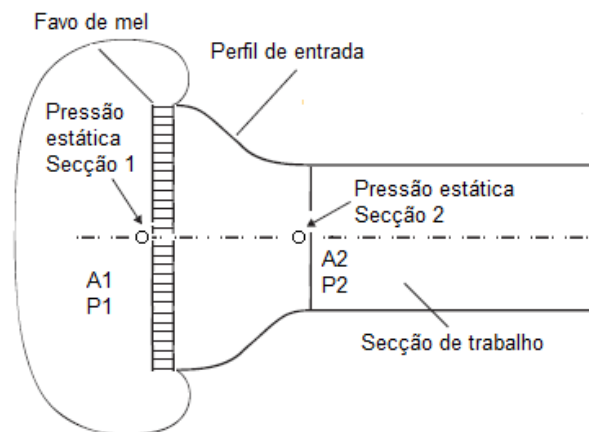 Favo de mel
Perfil de entrada
Pressão
estática
Secção 1
Pressão estática
Secção 2
A1
P1
A2
P2
Secção de trabalho